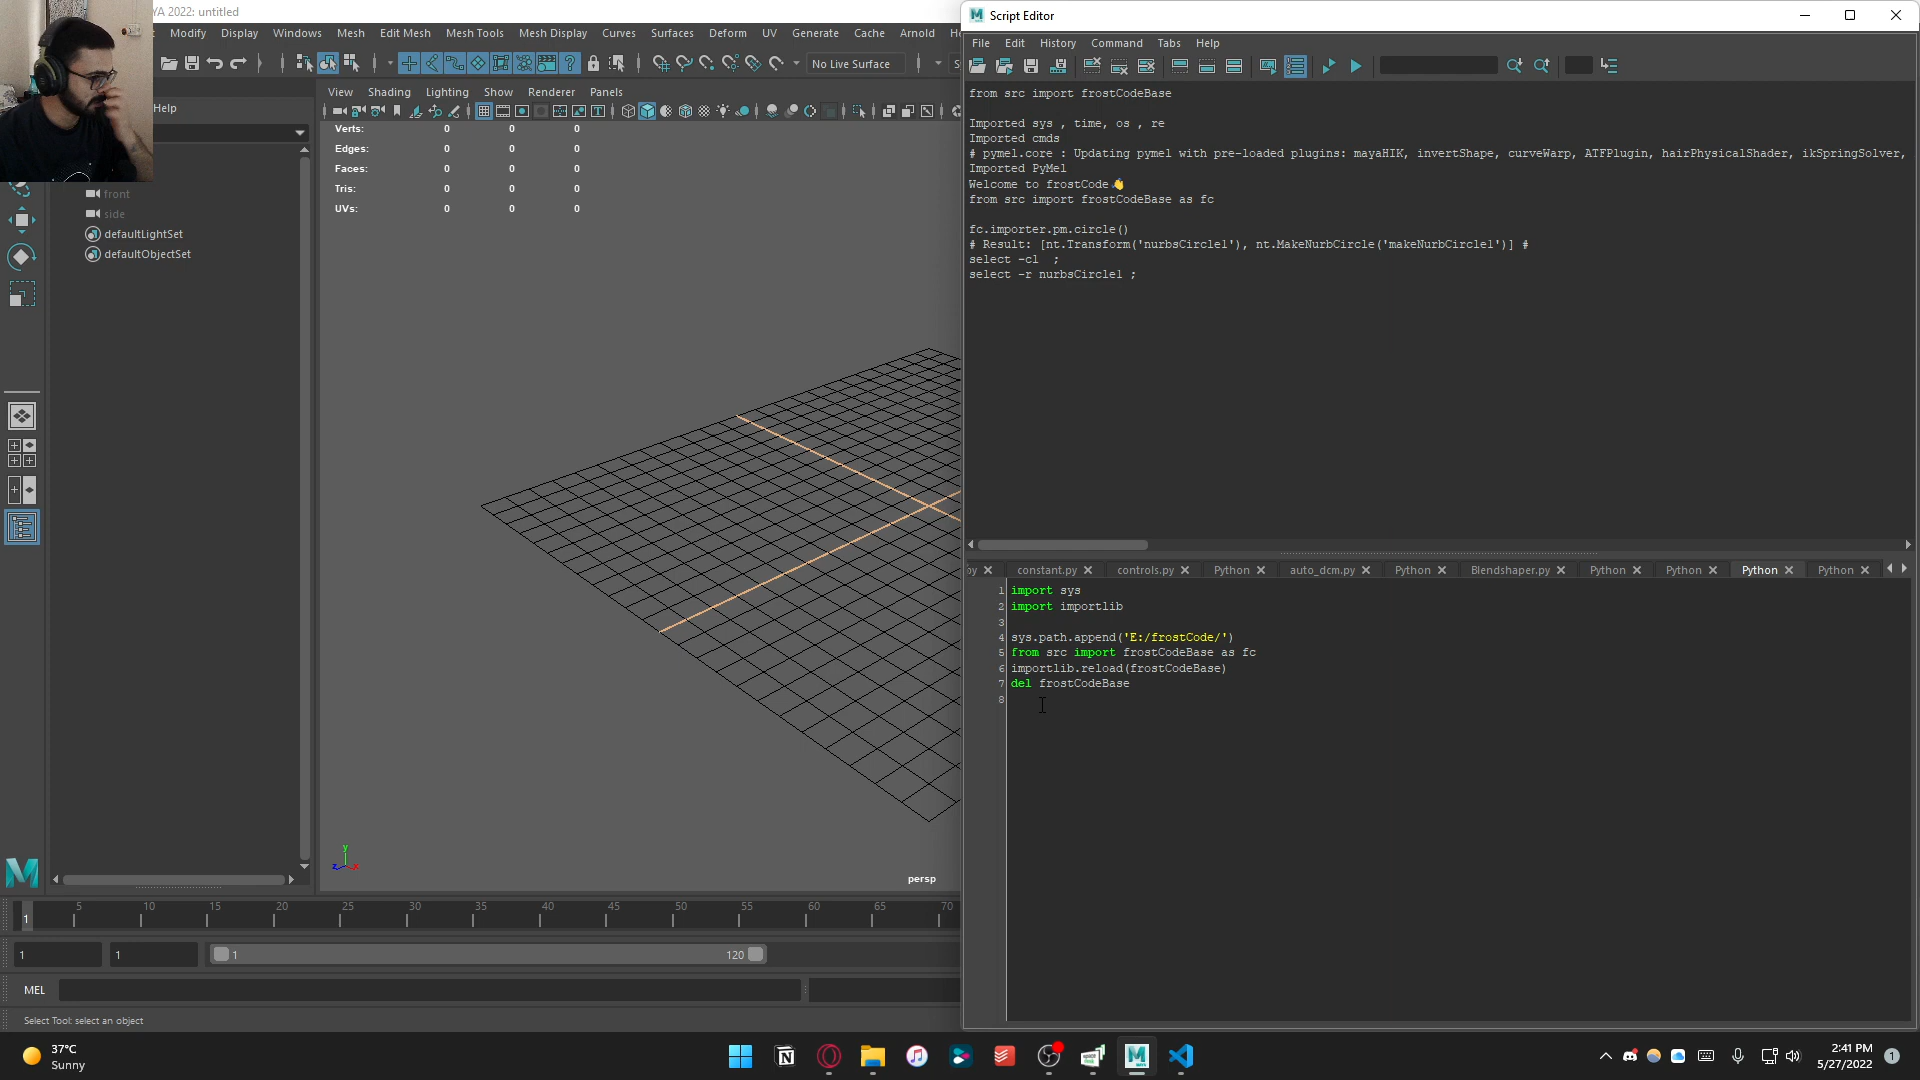 YA 2022: untitled
Modify Display Windows Mesh Edit Mesh Mesh Tools Mesh Display Curves Surfaces Deform UV Generate Cache Arnold
No Live Surface
View Shading Lighting Show Renderer Panels
Help
Verts: 0 0 0
Edges: 0 0 0
Faces: 0 0 0
Tris: 0 0 0
UVs: 0 0 0
front
side
defaultLightSet
defaultObjectSet
y
z x
persp
1 5 10 15 20 25 30 35 40 45 50 55 60 65 70
1 1 1 120
MEL
Select Tool: select an object
Script Editor
File Edit History Command Tabs Help
from src import frostCodeBase
Imported sys , time, os , re
Imported cmds
# pymel.core : Updating pymel with pre-loaded plugins: mayaHIK, invertShape, curveWarp, ATFPlugin, hairPhysicalShader, ikSpringSolver,
Imported PyMel
Welcome to frostCode👋
from src import frostCodeBase as fc
fc.importer.pm.circle()
# Result: [nt.Transform('nurbsCircle1'), nt.MakeNurbCircle('makeNurbCircle1')] #
select -cl ;
select -r nurbsCircle1 ;
py constant.py controls.py Python auto_dcm.py Python Blendshaper.py Python Python Python Python
1 import sys
2 import importlib
3
4 sys.path.append('E:/frostCode/')
5 from src import frostCodeBase as fc
6 importlib.reload(frostCodeBase)
7 del frostCodeBase
8
37°C
Sunny
2:41 PM
5/27/2022
1